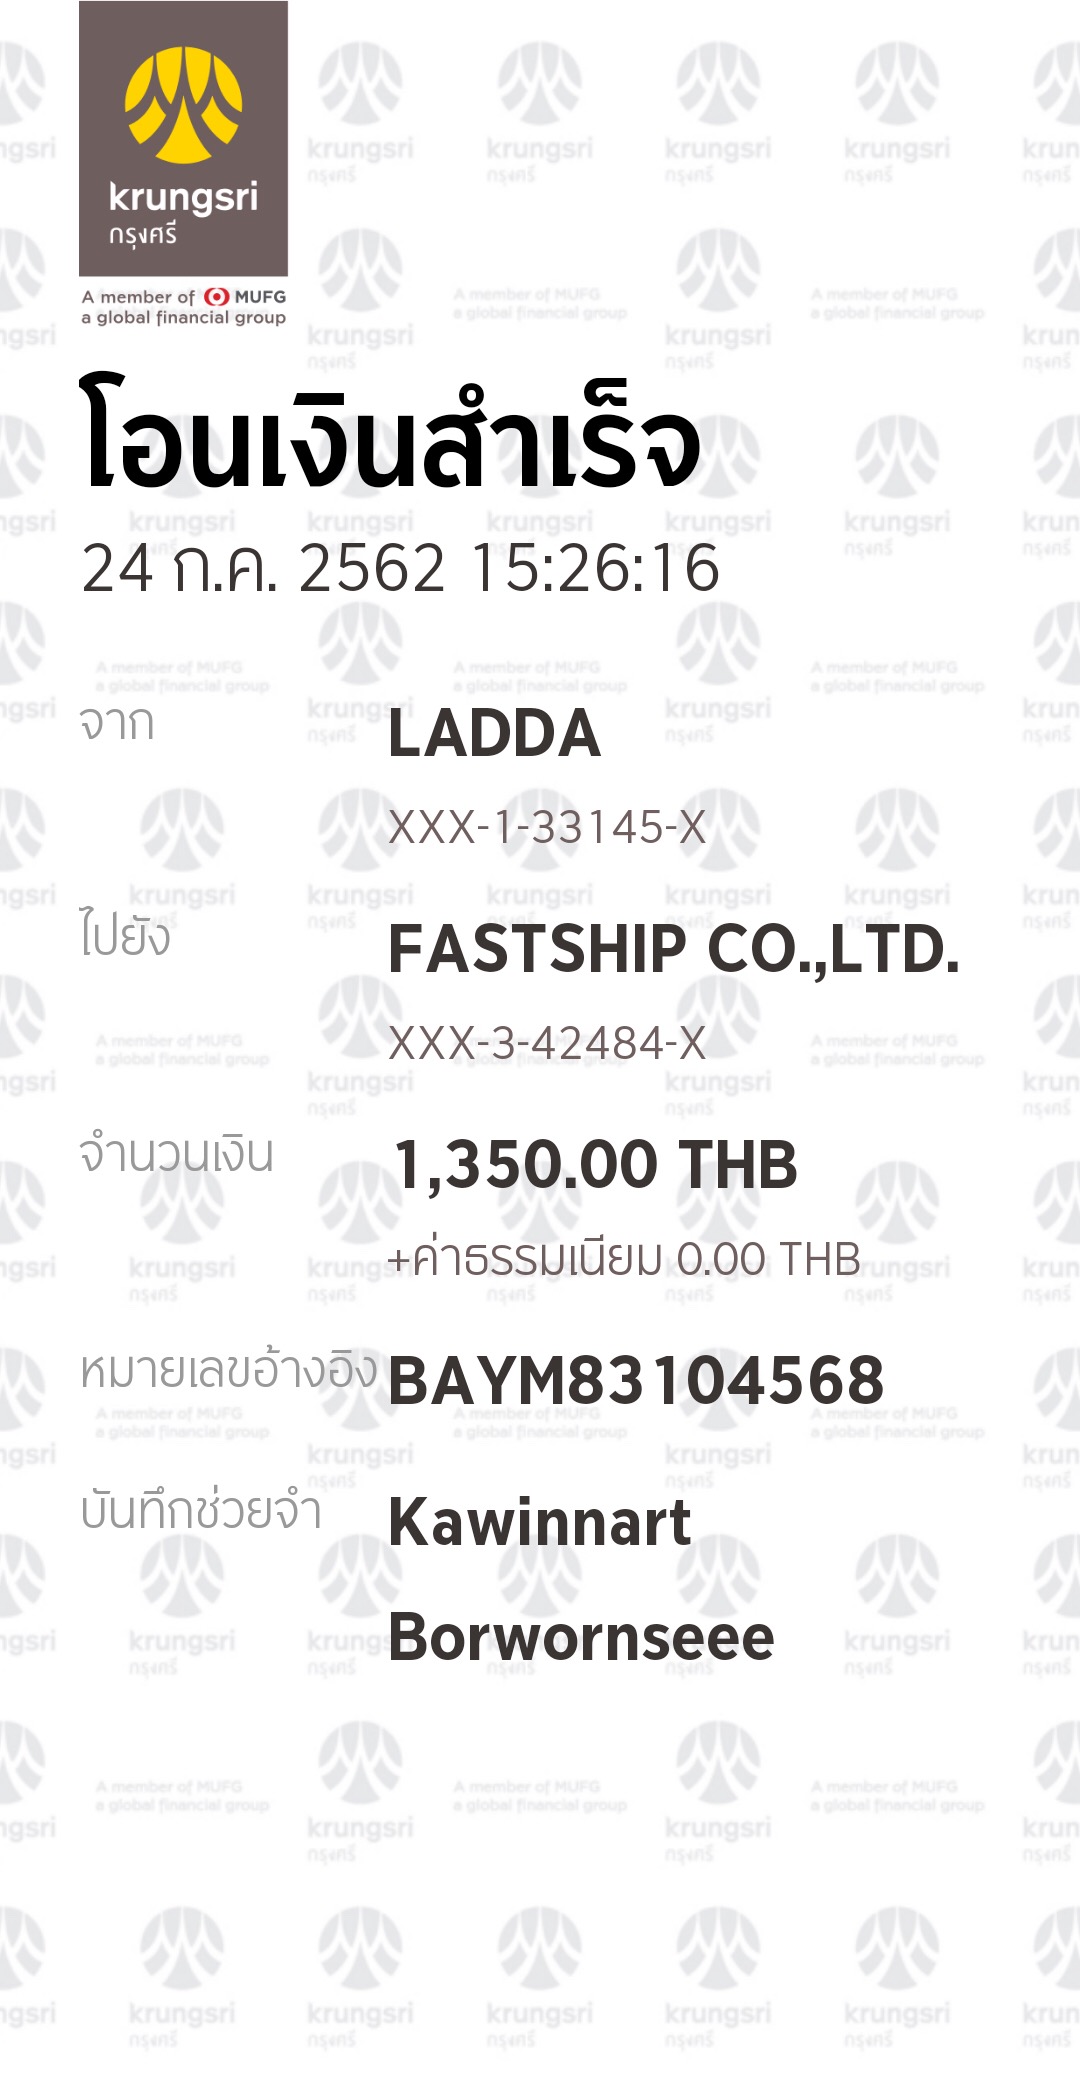 krungsri
กรุงศรี
A member of MUFG
a global financial group
โอนเงินสำเร็จ
24 ก.ค. 2562 15:26:16
จาก LADDA
XXX-1-33145-X
ไปยัง FASTSHIP CO.,LTD.
XXX-3-42484-X
จำนวนเงิน 1,350.00 THB
+ค่าธรรมเนียม 0.00 THB
หมายเลขอ้างอิง BAYM83104568
บันทึกช่วยจำ Kawinnart
Borwornseee